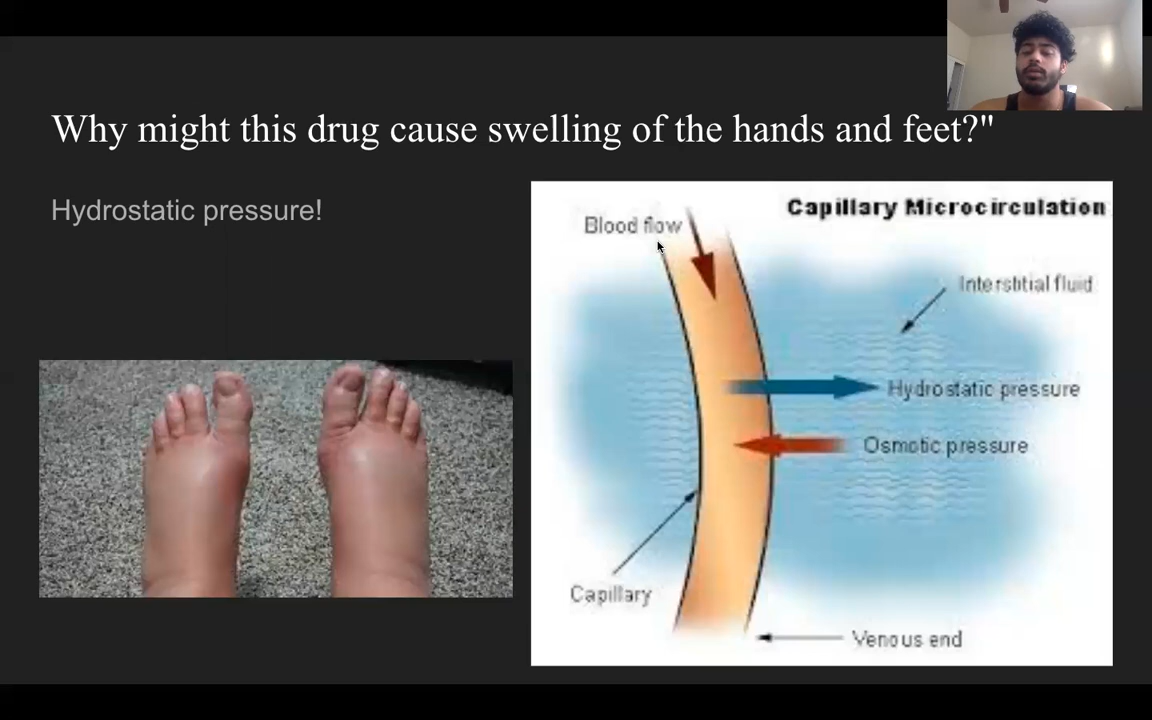 Why might this drug cause swelling of the hands and feet?"
Hydrostatic pressure!
Capillary Microcirculation
Blood flow
Interstitial fluid
Hydrostatic pressure
Osmotic pressure
Capillary
Venous end